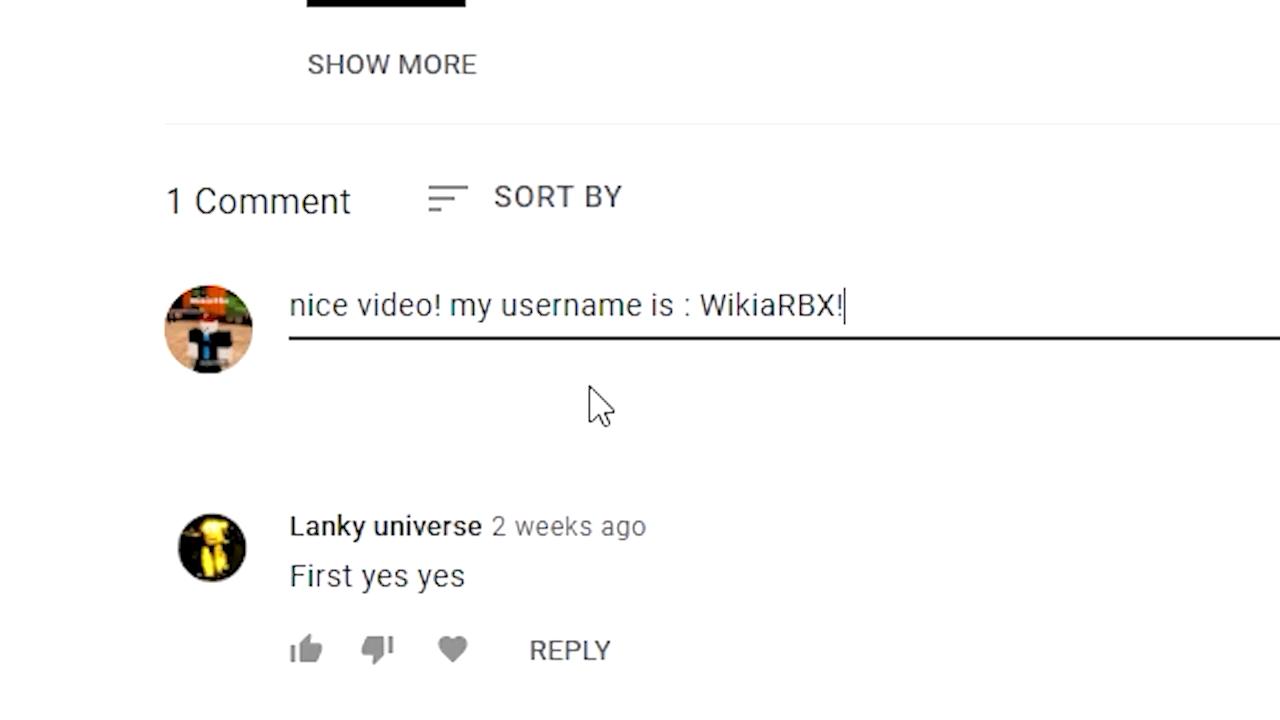 SHOW MORE
1 Comment
SORT BY
nice video! my username is : WikiaRBX!
Lanky universe 2 weeks ago
First yes yes
REPLY